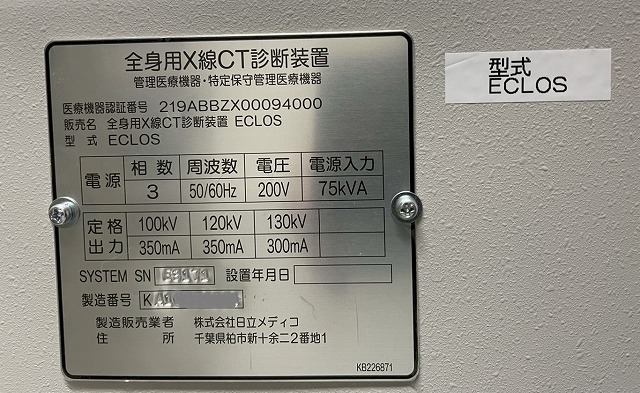 全身用X線CT診断装置
管理医療機器・特定保守管理医療機器
医療機器認証番号 219ABBZX00094000
販売名 全身用X線CT診断装置 ECLOS
型 式 ECLOS
電源 相数 周波数 電圧 電源入力
3 50/60Hz 200V 75kVA
定格 100kV 120kV 130kV
出力 350mA 350mA 300mA
SYSTEM SN 設置年月日
製造番号
製造販売業者 株式会社日立メディコ
住 所 千葉県柏市新十余二2番地1
KB226871
型式
ECLOS